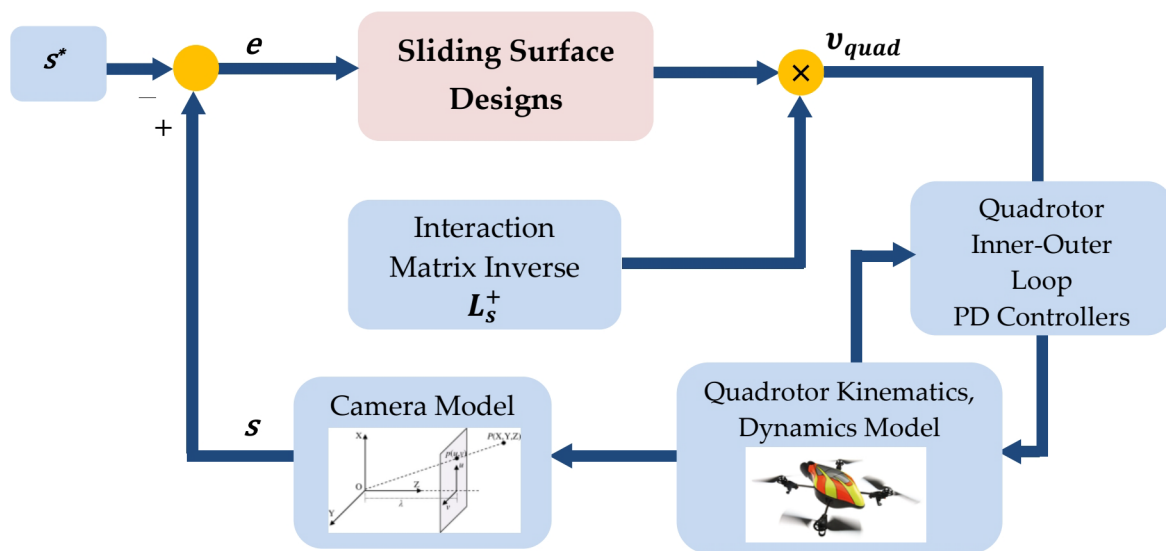 s*
e
Sliding Surface
Designs
×
υ_quad
−
+
Interaction
Matrix Inverse
L_s^+
Quadrotor
Inner-Outer
Loop
PD Controllers
s
Camera Model
X
P(X,Y,Z)
p(u,v)
u
O
Z
λ
v
Y
Quadrotor Kinematics,
Dynamics Model